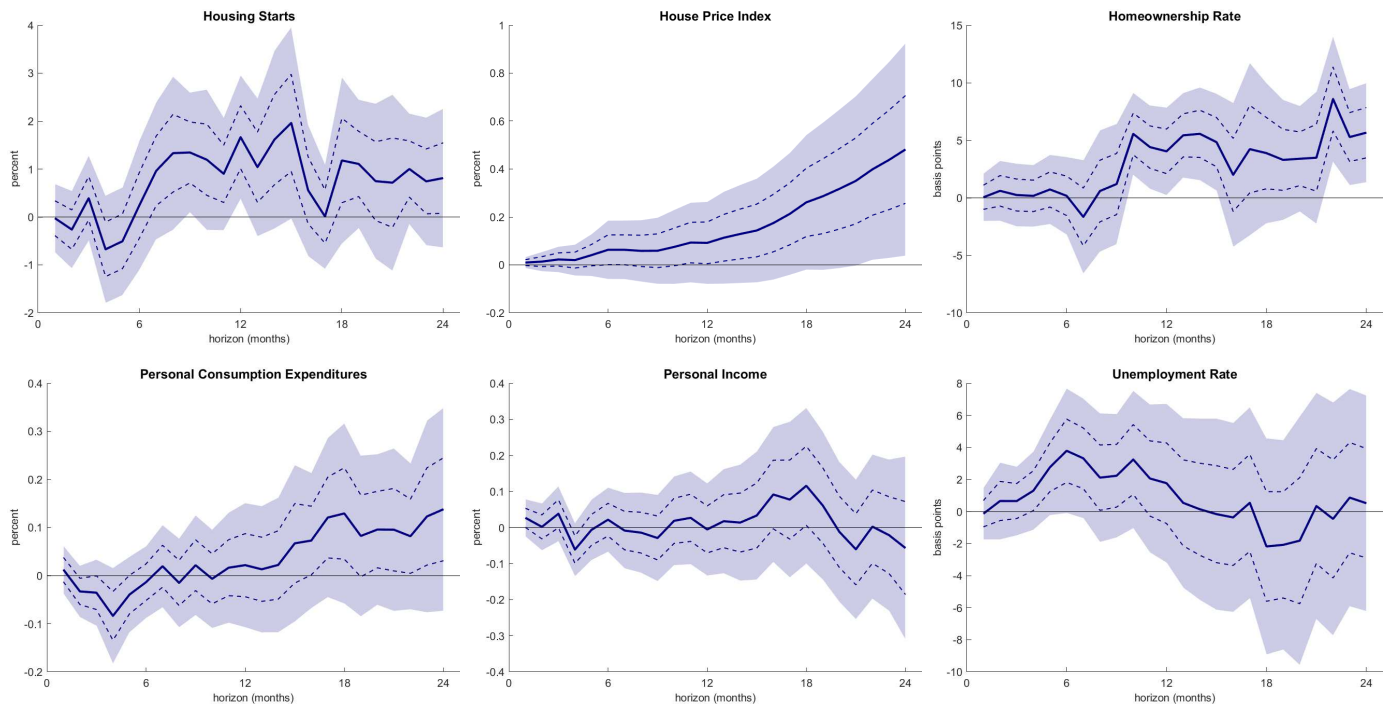 Housing Starts
4
3
2
1
0
-1
-2
percent
0 6 12 18 24
horizon (months)
House Price Index
1
0.8
0.6
0.4
0.2
0
0.2
percent
0 6 12 18 24
horizon (months)
Homeownership Rate
15
10
5
0
-5
-10
basis points
0 6 12 18 24
horizon (months)
Personal Consumption Expenditures
0.4
0.3
0.2
0.1
0
-0.1
-0.2
percent
0 6 12 18 24
horizon (months)
Personal Income
0.4
0.3
0.2
0.1
0
-0.1
-0.2
-0.3
-0.4
percent
0 6 12 18 24
horizon (months)
Unemployment Rate
8
6
4
2
0
-2
-4
-6
-8
-10
basis points
0 6 12 18 24
horizon (months)